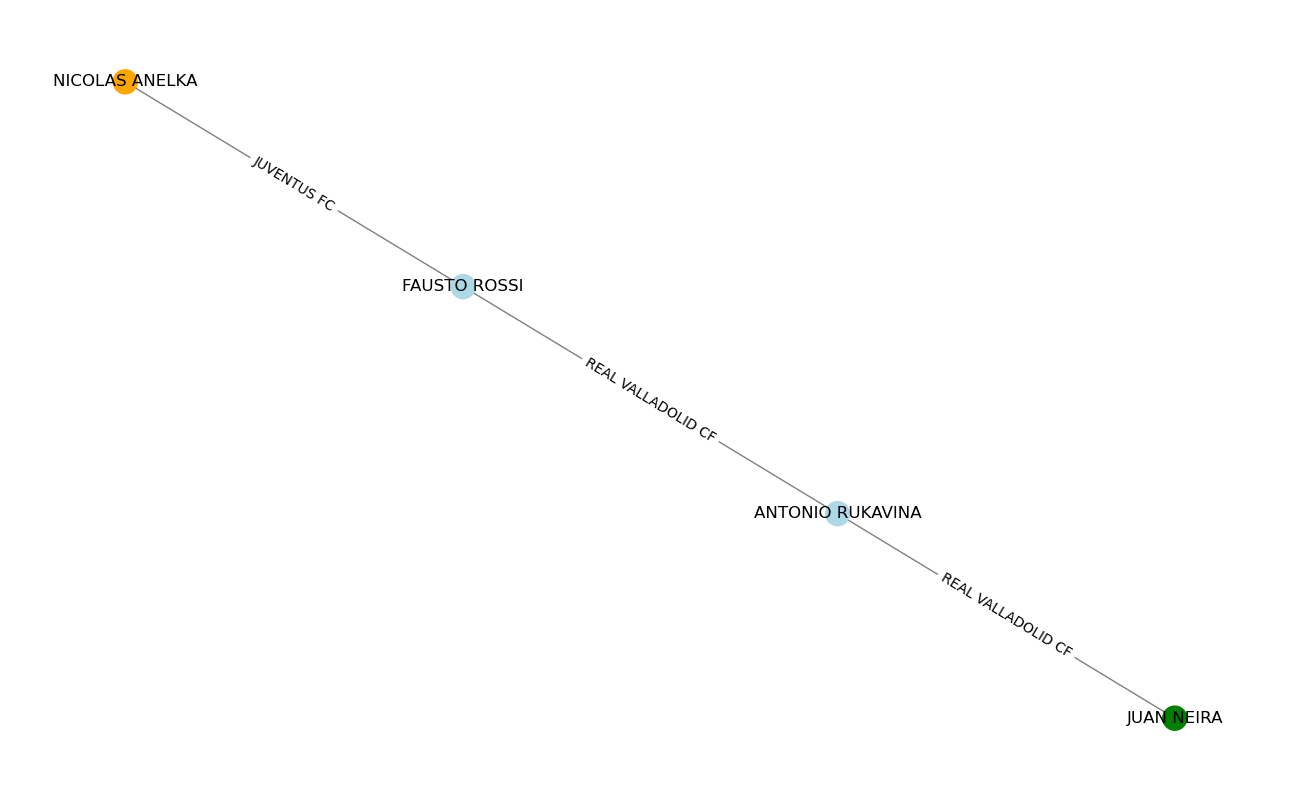 NICOLAS ANELKA
JUVENTUS FC
FAUSTO ROSSI
REAL VALLADOLID CF
ANTONIO RUKAVINA
REAL VALLADOLID CF
JUAN NEIRA